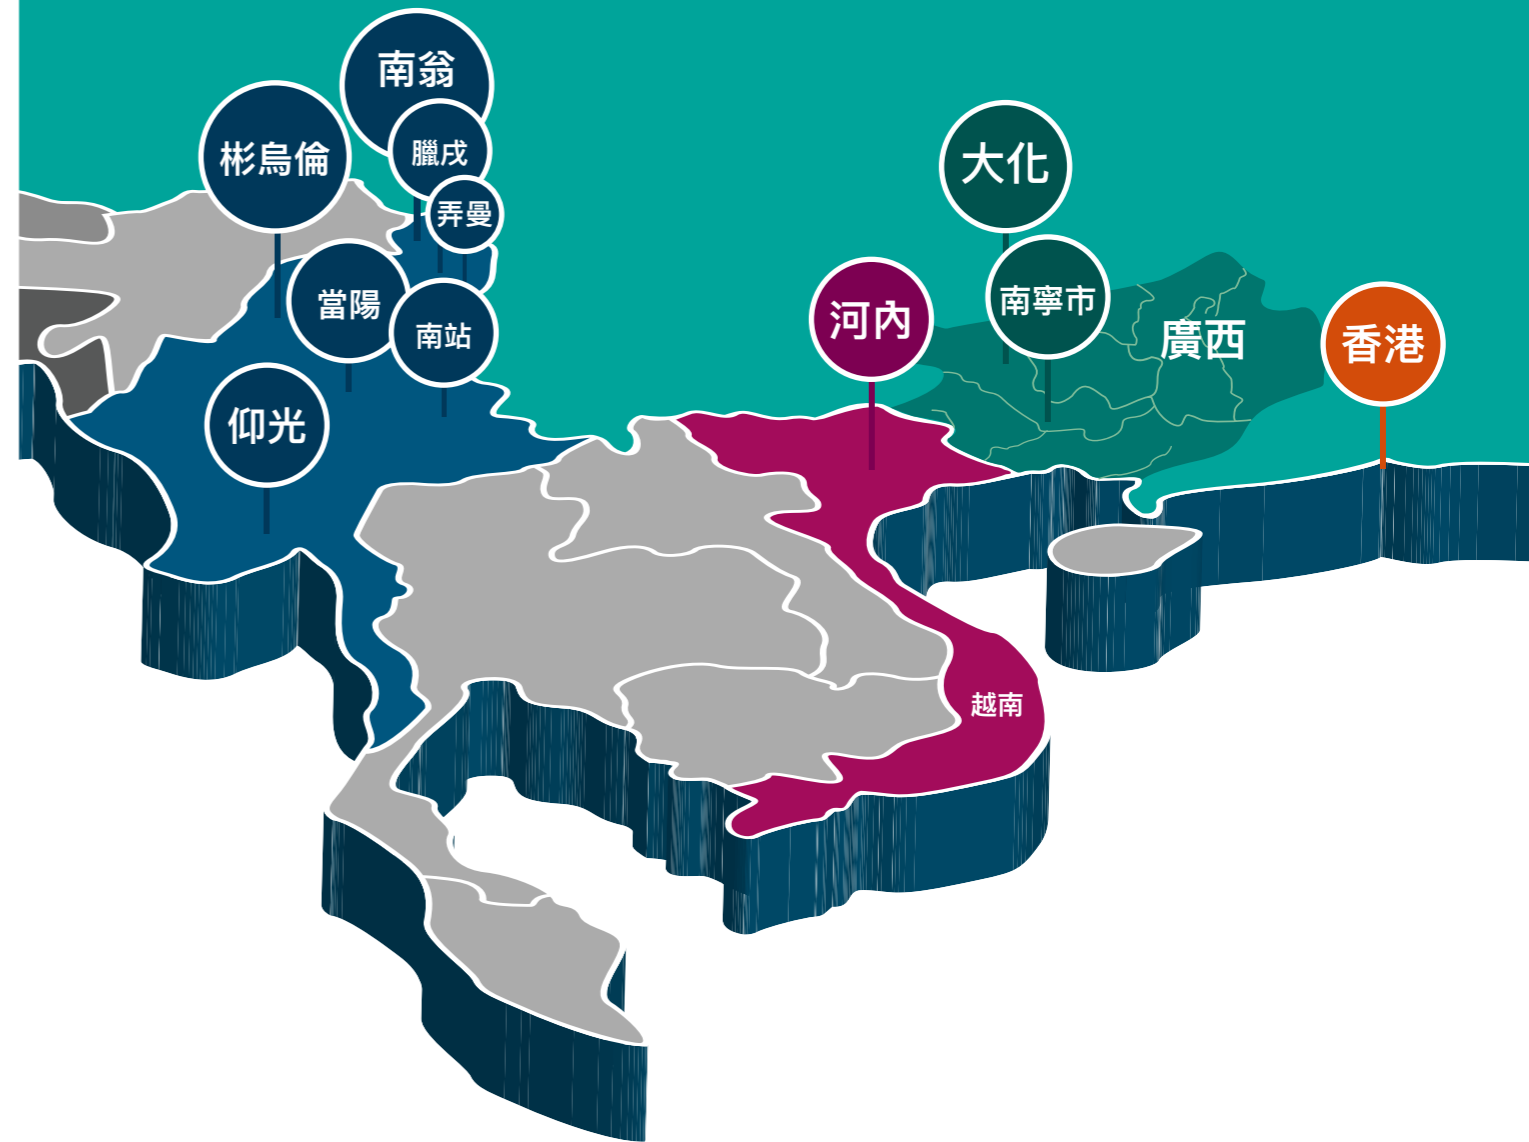 南翁
彬烏倫
臘戌
弄曼
當陽
南站
仰光
大化
南寧市
河內
廣西
香港
越南